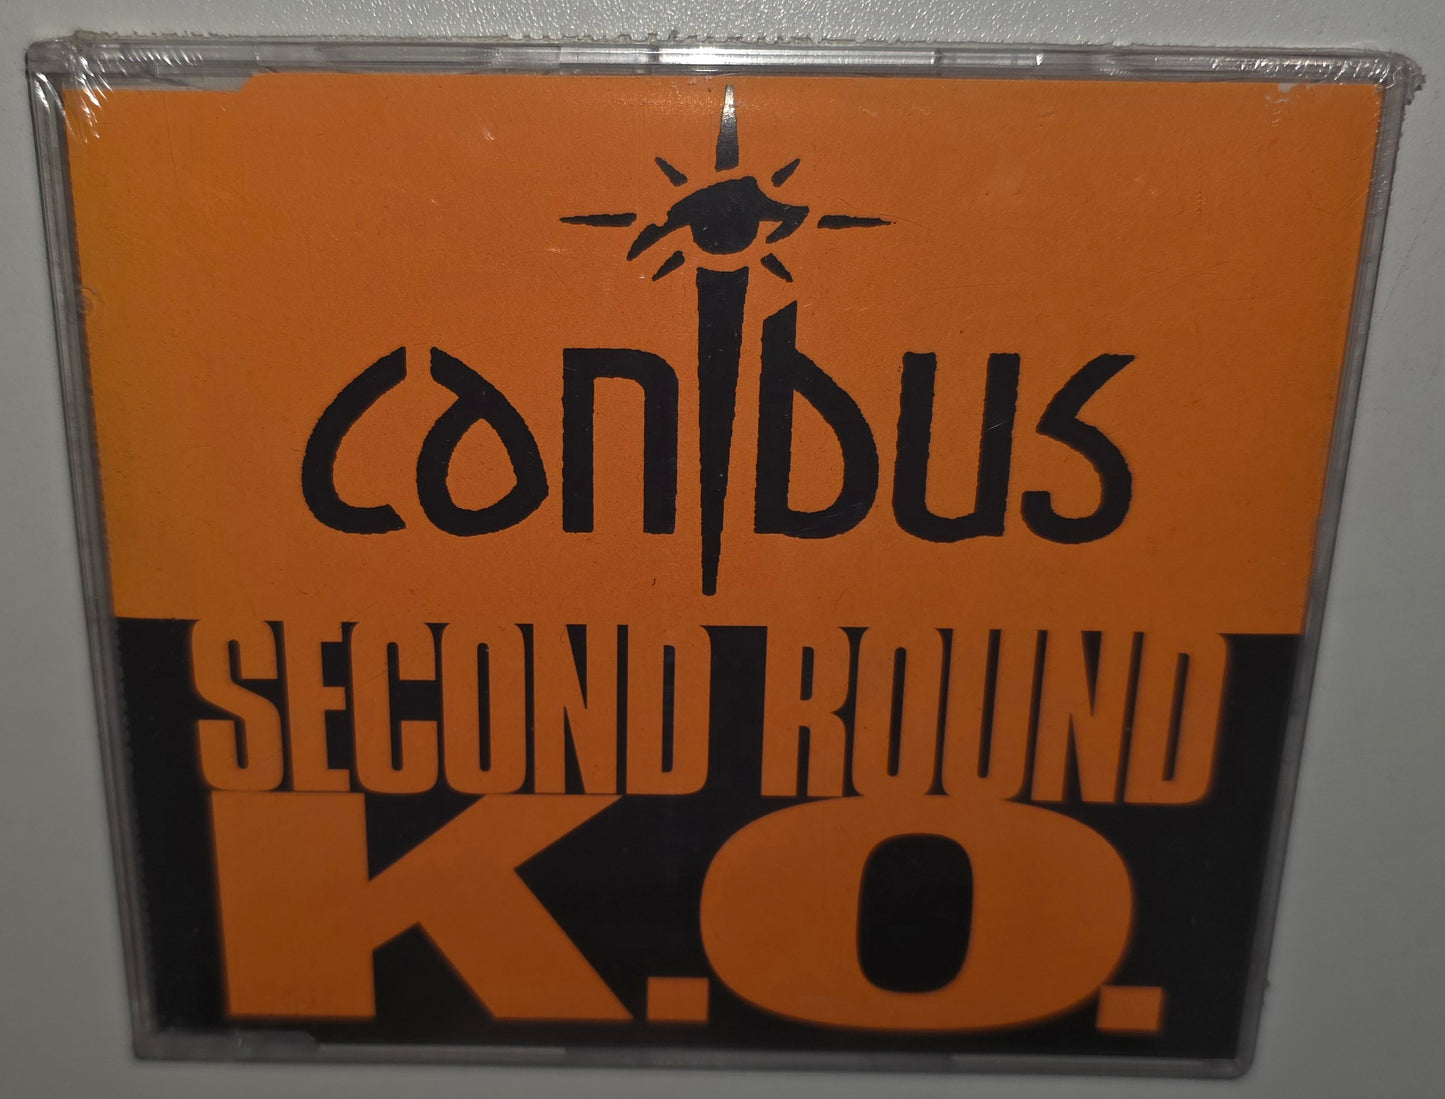 Canibus
SECOND ROUND
K.O.